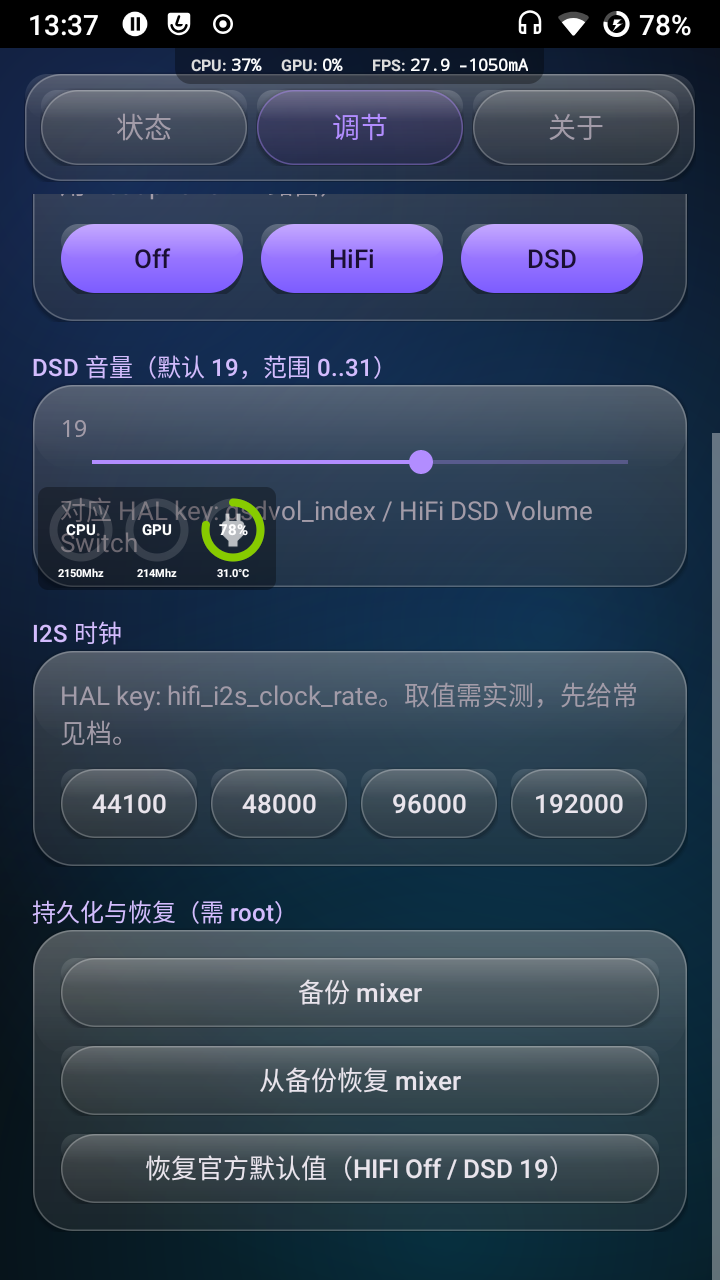 13:37
78%
CPU: 37% GPU: 0% FPS: 27.9 -1050mA
状态 调节 关于
Off HiFi DSD
DSD 音量（默认 19，范围 0..31）
19
对应 HAL key: dsdvol_index / HiFi DSD Volume
Switch
CPU GPU 78%
2150Mhz 214Mhz 31.0°C
I2S 时钟
HAL key: hifi_i2s_clock_rate。取值需实测，先给常
见档。
44100 48000 96000 192000
持久化与恢复（需 root）
备份 mixer
从备份恢复 mixer
恢复官方默认值（HIFI Off / DSD 19）